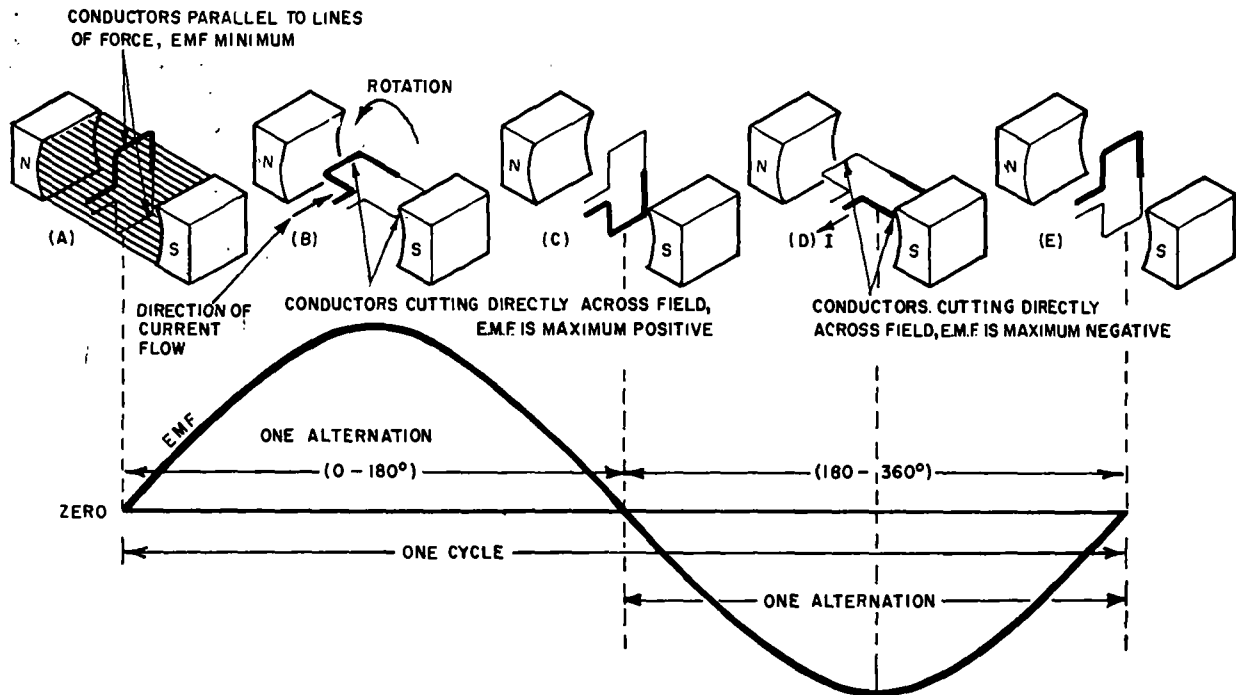 CONDUCTORS PARALLEL TO LINES
OF FORCE, EMF MINIMUM
ROTATION
N
S
(A)
N
S
(B)
N
S
(C)
N
S
(D) I
N
S
(E)
DIRECTION OF
CURRENT
FLOW
CONDUCTORS CUTTING DIRECTLY ACROSS FIELD,
E.M.F. IS MAXIMUM POSITIVE
CONDUCTORS. CUTTING DIRECTLY
ACROSS FIELD, E.M.F. IS MAXIMUM NEGATIVE
EMF
ONE ALTERNATION
(0-180°)
(180-360°)
ZERO
ONE CYCLE
ONE ALTERNATION